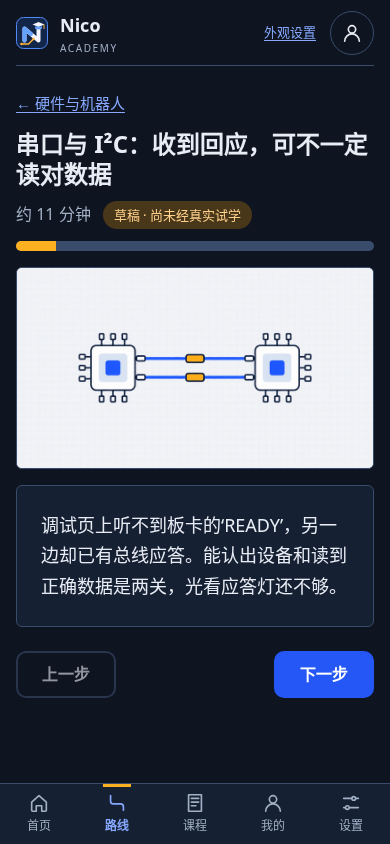 Nico
ACADEMY
外观设置
← 硬件与机器人
串口与 I²C：收到回应，可不一定
读对数据
约 11 分钟
草稿 · 尚未经真实试学
调试页上听不到板卡的‘READY’，另一
边却已有总线应答。能认出设备和读到
正确数据是两关，光看应答灯还不够。
上一步
下一步
首页
路线
课程
我的
设置